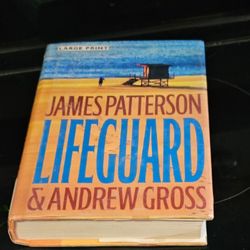 LARGE PRINT
JAMES PATTERSON
LIFEGUARD
& ANDREW GROSS